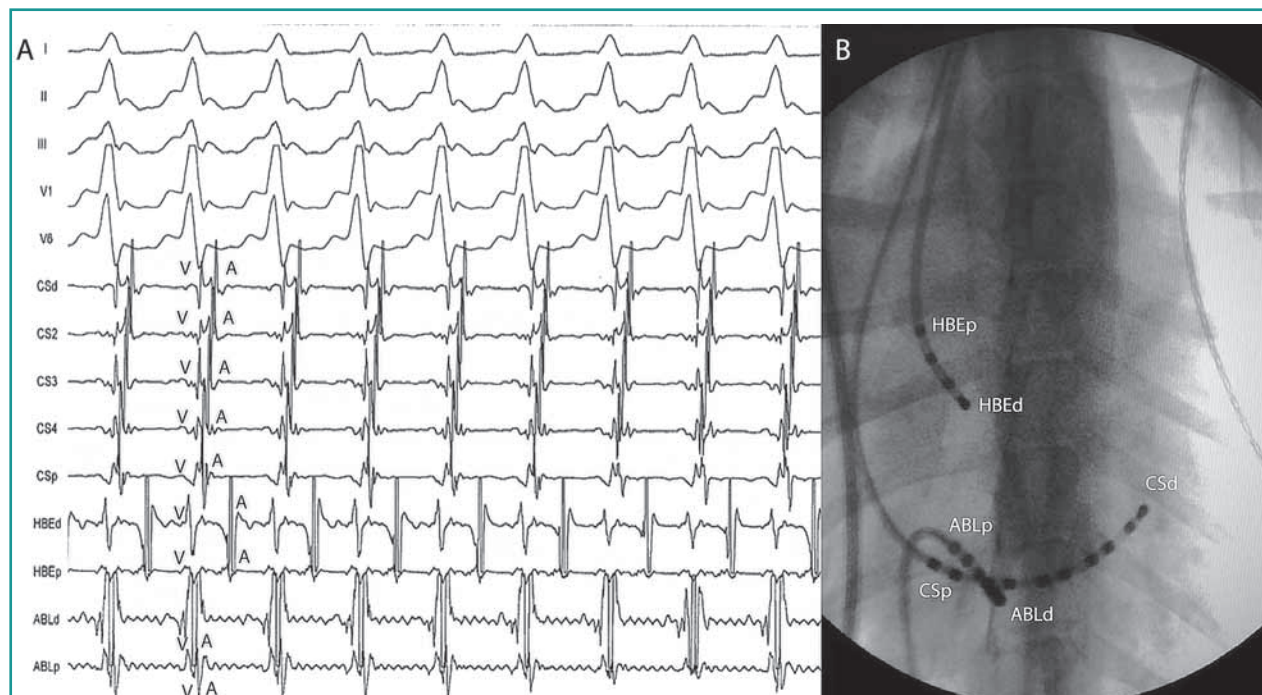 A
I
II
III
V1
V6
V A
CSd
V A
CS2
V A
CS3
V A
CS4
V A
CSp
V A
HBEd
V A
HBEp
ABLd
V A
ABLp
V A
B
HBEp
HBEd
CSd
ABLp
CSp
ABLd